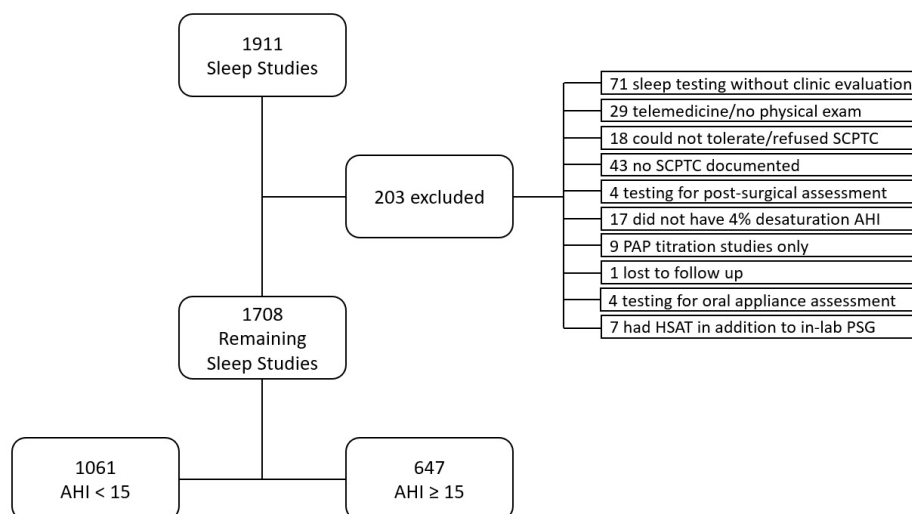 1911
Sleep Studies
71 sleep testing without clinic evaluation
29 telemedicine/no physical exam
18 could not tolerate/refused SCPTC
43 no SCPTC documented
4 testing for post-surgical assessment
17 did not have 4% desaturation AHI
9 PAP titration studies only
1 lost to follow up
4 testing for oral appliance assessment
7 had HSAT in addition to in-lab PSG
203 excluded
1708
Remaining
Sleep Studies
1061
AHI < 15
647
AHI ≥ 15